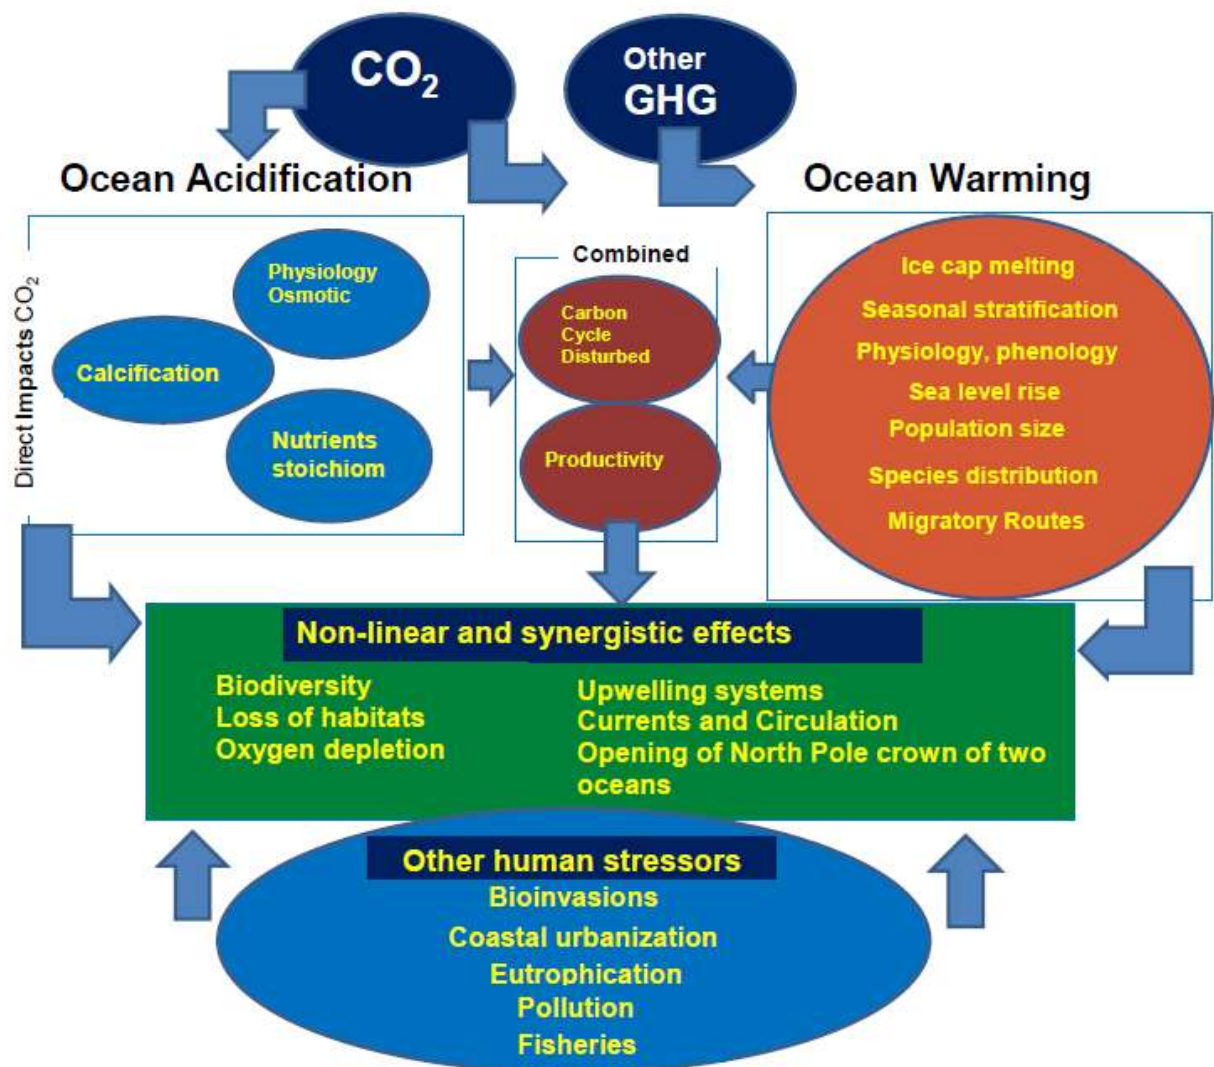 CO₂
Other
GHG
Ocean Acidification
Ocean Warming
Direct Impacts CO₂
Physiology
Osmotic
Calcification
Nutrients
stoichiom
Combined
Carbon
Cycle
Disturbed
Productivity
Ice cap melting
Seasonal stratification
Physiology, phenology
Sea level rise
Population size
Species distribution
Migratory Routes
Non-linear and synergistic effects
Biodiversity
Loss of habitats
Oxygen depletion
Upwelling systems
Currents and Circulation
Opening of North Pole crown of two
oceans
Other human stressors
Bioinvasions
Coastal urbanization
Eutrophication
Pollution
Fisheries